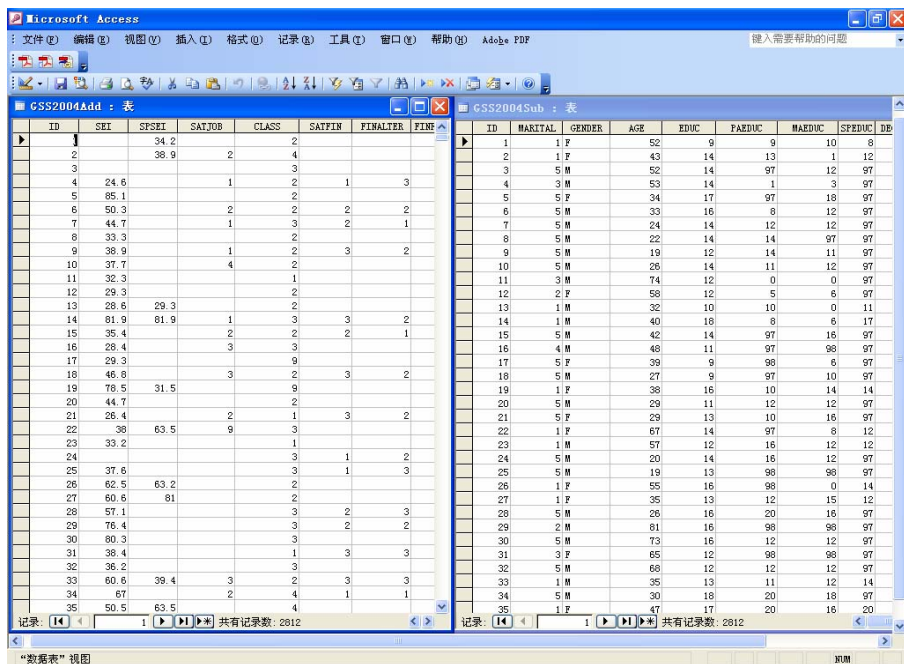 Microsoft Access
文件(F) 编辑(E) 视图(V) 插入(I) 格式(O) 记录(R) 工具(T) 窗口(W) 帮助(H) Adobe PDF 键入需要帮助的问题
GSS2004Add : 表
ID SEI SPSEI SATJOB CLASS SATFIN FINALTER FINR
34.2 2
2 38.9 2 4
3 3
4 24.6 1 2 1 3
5 85.1 2
6 50.3 2 2 2 2
7 44.7 1 3 2 1
8 33.3 2
9 38.9 1 2 3 2
10 37.7 4 2
11 32.3 1
12 29.3 2
13 28.6 29.3 2
14 81.9 81.9 1 3 3 2
15 35.4 2 2 2 1
16 28.4 3 3
17 29.3 9
18 46.8 3 2 3 2
19 78.5 31.5 9
20 44.7 2
21 26.4 2 1 3 2
22 38 63.5 9 3
23 33.2 1
24 3 1 2
25 37.6 3 1 3
26 62.5 63.2 2
27 60.6 81 2
28 57.1 3 2 3
29 76.4 3 2 2
30 80.3 3
31 38.4 1 3 3
32 36.2 3
33 60.6 39.4 3 2 3 3
34 67 2 4 1 1
35 50.5 63.5 4
记录: 1 共有记录数: 2812
GSS2004Sub : 表
ID MARITAL GENDER AGE EDUC PAEDUC MAEDUC SPEDUC DE
1 1 F 52 9 9 10 8
2 1 F 43 14 13 1 12
3 5 M 52 14 97 12 97
4 3 M 53 14 1 3 97
5 5 F 34 17 97 18 97
6 5 M 33 16 8 12 97
7 5 M 24 14 12 12 97
8 5 M 22 14 14 97 97
9 5 M 19 12 14 11 97
10 5 M 26 14 11 12 97
11 3 M 74 12 0 0 97
12 2 F 58 12 5 6 97
13 1 M 32 10 10 0 11
14 1 M 40 18 8 6 17
15 5 M 42 14 97 16 97
16 4 M 48 11 97 98 97
17 5 F 39 9 98 6 97
18 5 M 27 9 97 10 97
19 1 F 38 16 10 14 14
20 5 M 29 11 12 12 97
21 5 F 29 13 10 16 97
22 1 F 67 14 97 8 12
23 1 M 57 12 16 12 12
24 5 M 20 14 16 12 97
25 5 M 19 13 98 98 97
26 1 F 55 16 98 0 14
27 1 F 35 13 12 15 12
28 5 M 26 16 20 16 97
29 2 M 81 16 98 98 97
30 5 M 73 16 12 12 97
31 3 F 65 12 98 98 97
32 5 M 68 12 12 12 97
33 1 M 35 13 11 12 14
34 5 M 30 18 20 18 97
35 1 F 47 17 20 16 20
记录: 1 共有记录数: 2812
“数据表”视图 NUM